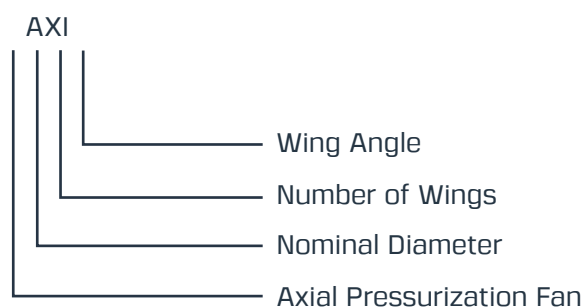 AXI
Wing Angle
Number of Wings
Nominal Diameter
Axial Pressurization Fan